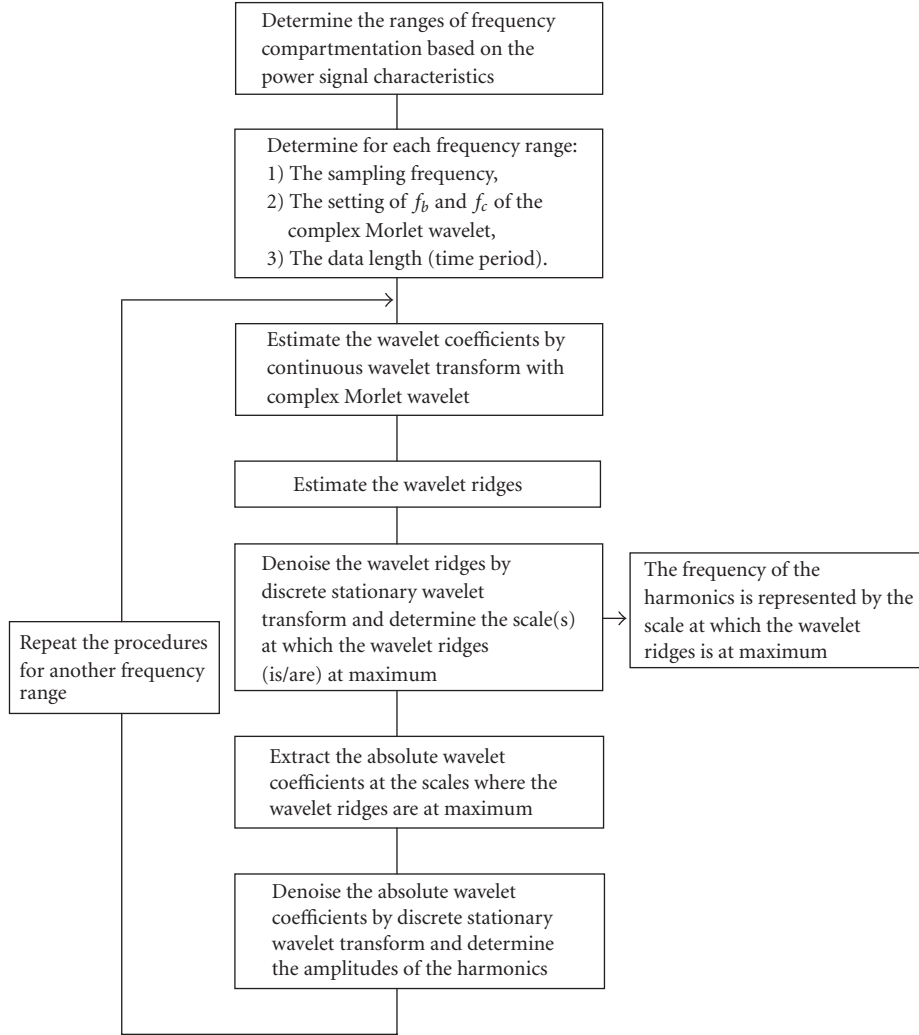 Determine the ranges of frequency
compartmentation based on the
power signal characteristics
Determine for each frequency range:
1) The sampling frequency,
2) The setting of f_b and f_c of the
complex Morlet wavelet,
3) The data length (time period).
Estimate the wavelet coefficients by
continuous wavelet transform with
complex Morlet wavelet
Estimate the wavelet ridges
Denoise the wavelet ridges by
discrete stationary wavelet
transform and determine the scale(s)
at which the wavelet ridges
(is/are) at maximum
The frequency of the
harmonics is represented by the
scale at which the wavelet
ridges is at maximum
Repeat the procedures
for another frequency
range
Extract the absolute wavelet
coefficients at the scales where the
wavelet ridges are at maximum
Denoise the absolute wavelet
coefficients by discrete stationary
wavelet transform and determine
the amplitudes of the harmonics